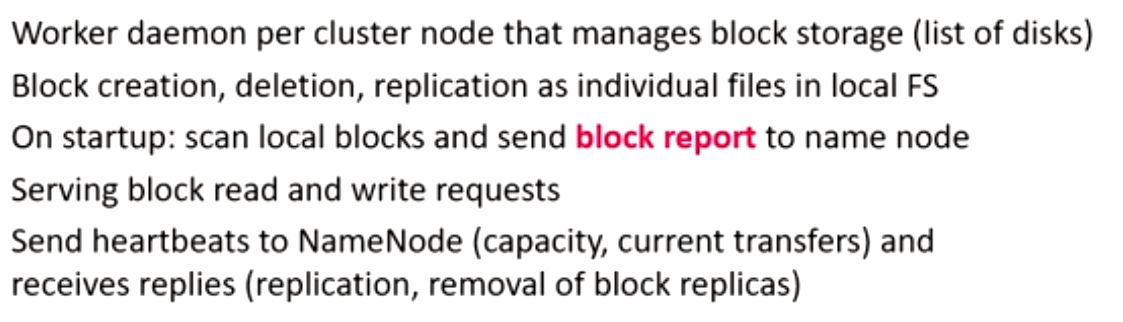 Worker daemon per cluster node that manages block storage (list of disks)
Block creation, deletion, replication as individual files in local FS
On startup: scan local blocks and send block report to name node
Serving block read and write requests
Send heartbeats to NameNode (capacity, current transfers) and
receives replies (replication, removal of block replicas)